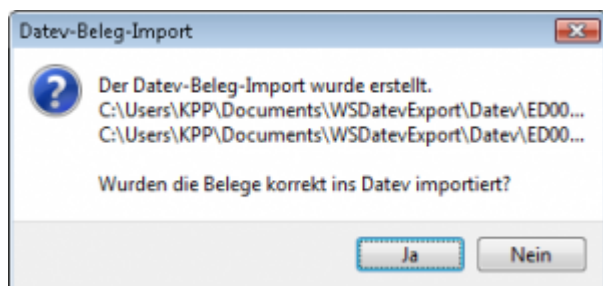 Datev-Beleg-Import
Der Datev-Beleg-Import wurde erstellt.
C:\Users\KPP\Documents\WSDatevExport\Datev\ED00...
C:\Users\KPP\Documents\WSDatevExport\Datev\ED00...
Wurden die Belege korrekt ins Datev importiert?
Ja
Nein